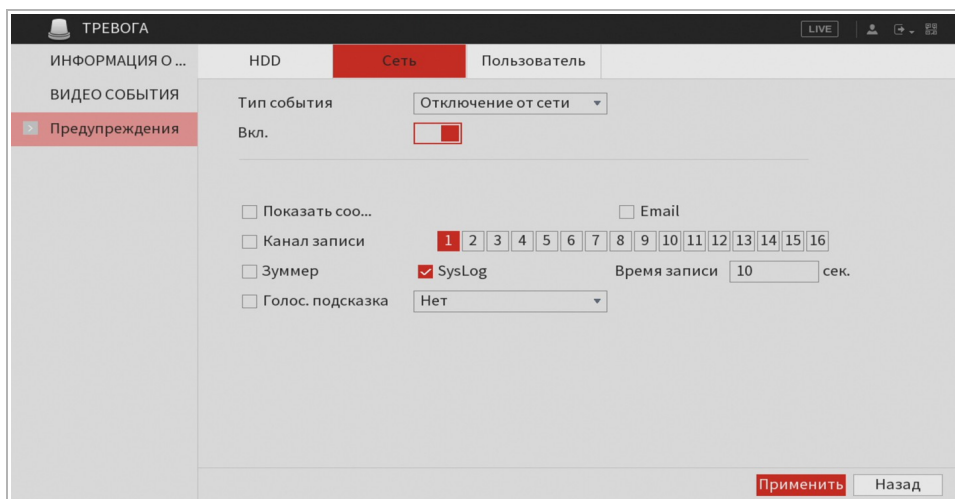 ТРЕВОГА
LIVE
ИНФОРМАЦИЯ О ...
ВИДЕО СОБЫТИЯ
Предупреждения
HDD Сеть Пользователь
Тип события Отключение от сети
Вкл.
Показать соо... Email
Канал записи 1 2 3 4 5 6 7 8 9 10 11 12 13 14 15 16
Зуммер SysLog Время записи 10 сек.
Голос. подсказка Нет
Применить Назад